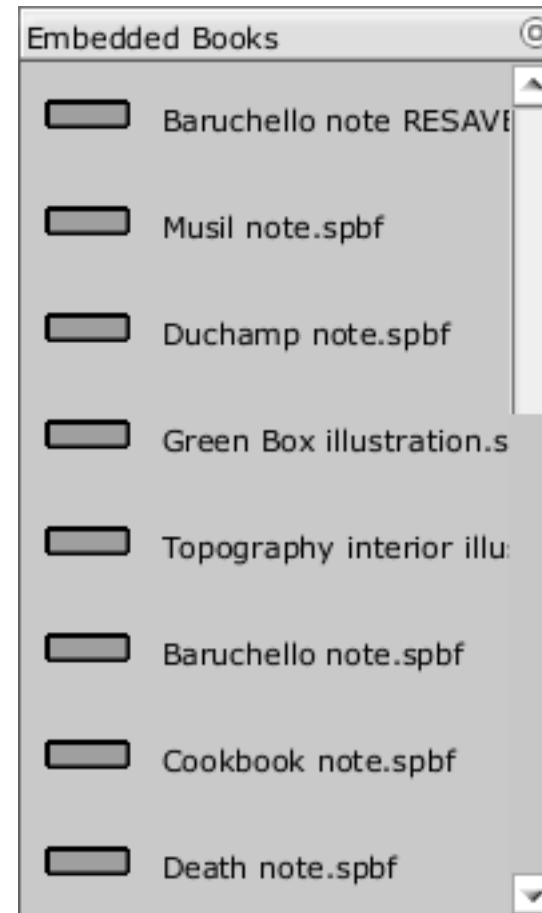 Embedded Books
Baruchello note RESAVE
Musil note.spbf
Duchamp note.spbf
Green Box illustration.s
Topography interior illu
Baruchello note.spbf
Cookbook note.spbf
Death note.spbf